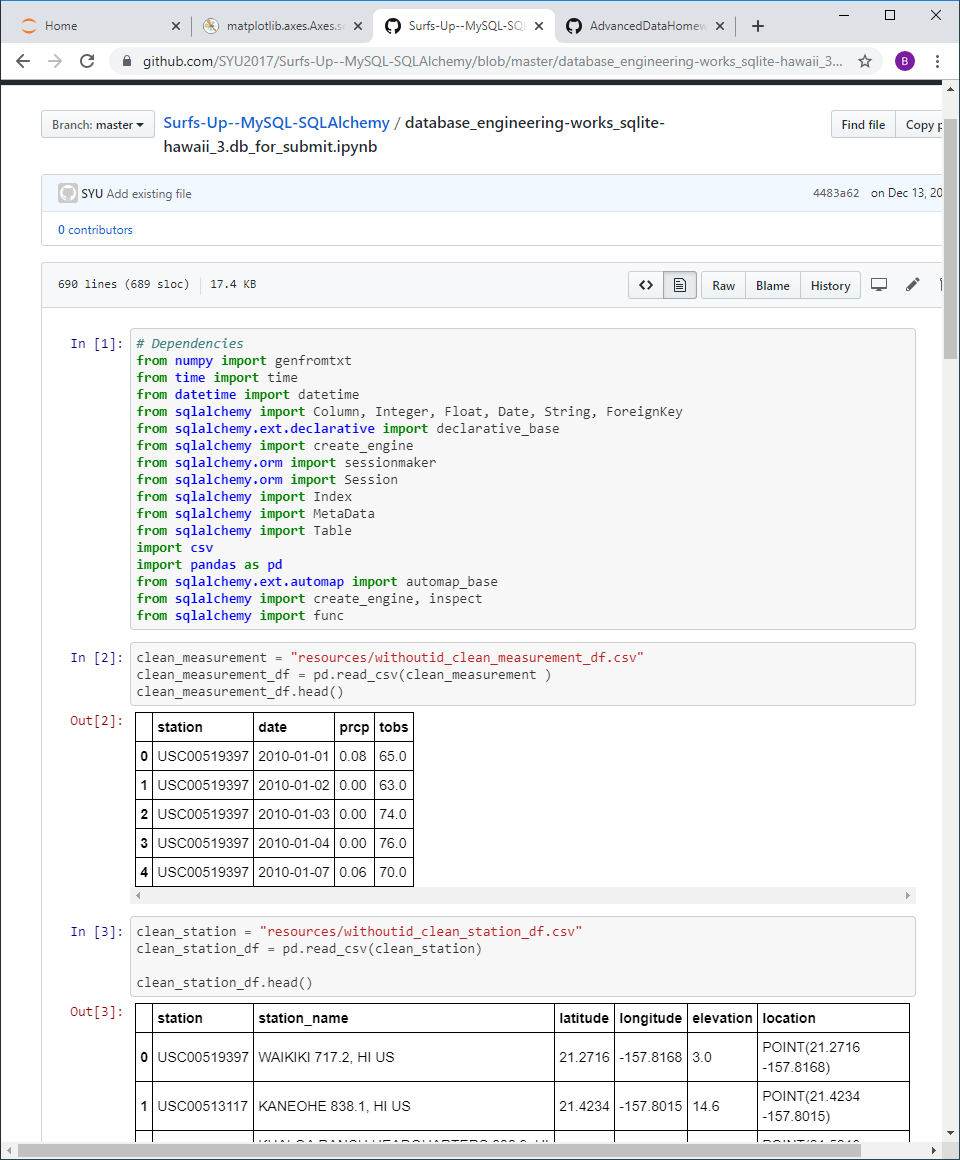 Home
matplotlib.axes.Axes.se
Surfs-Up--MySQL-SQL
AdvancedDataHomew
github.com/SYU2017/Surfs-Up--MySQL-SQLAlchemy/blob/master/database_engineering-works_sqlite-hawaii_3...
B
Branch: master
Surfs-Up--MySQL-SQLAlchemy / database_engineering-works_sqlite-
hawaii_3.db_for_submit.ipynb
Find file
Copy p
SYU Add existing file
4483a62 on Dec 13, 20
0 contributors
690 lines (689 sloc) 17.4 KB
<> Raw Blame History
In [1]: # Dependencies
from numpy import genfromtxt
from time import time
from datetime import datetime
from sqlalchemy import Column, Integer, Float, Date, String, ForeignKey
from sqlalchemy.ext.declarative import declarative_base
from sqlalchemy import create_engine
from sqlalchemy.orm import sessionmaker
from sqlalchemy.orm import Session
from sqlalchemy import Index
from sqlalchemy import MetaData
from sqlalchemy import Table
import csv
import pandas as pd
from sqlalchemy.ext.automap import automap_base
from sqlalchemy import create_engine, inspect
from sqlalchemy import func
In [2]: clean_measurement = "resources/withoutid_clean_measurement_df.csv"
clean_measurement_df = pd.read_csv(clean_measurement )
clean_measurement_df.head()
Out[2]: station date prcp tobs
0 USC00519397 2010-01-01 0.08 65.0
1 USC00519397 2010-01-02 0.00 63.0
2 USC00519397 2010-01-03 0.00 74.0
3 USC00519397 2010-01-04 0.00 76.0
4 USC00519397 2010-01-07 0.06 70.0
In [3]: clean_station = "resources/withoutid_clean_station_df.csv"
clean_station_df = pd.read_csv(clean_station)
clean_station_df.head()
Out[3]: station station_name latitude longitude elevation location
0 USC00519397 WAIKIKI 717.2, HI US 21.2716 -157.8168 3.0 POINT(21.2716
-157.8168)
1 USC00513117 KANEOHE 838.1, HI US 21.4234 -157.8015 14.6 POINT(21.4234
-157.8015)